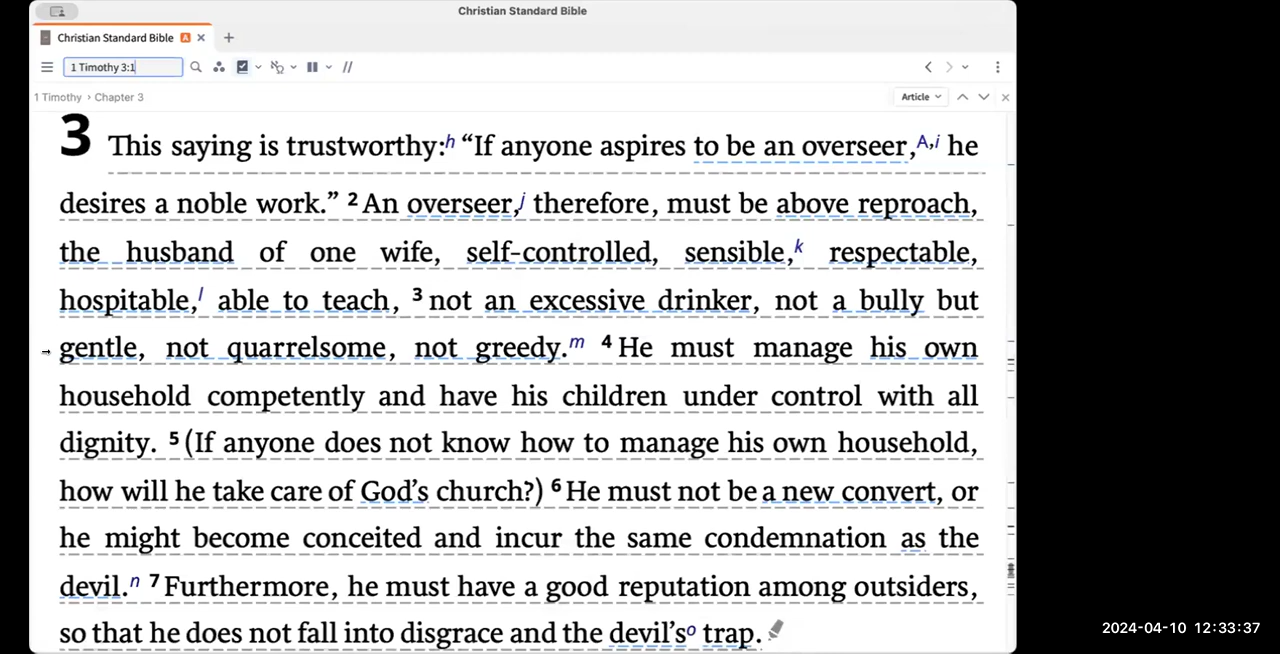 Christian Standard Bible
Christian Standard Bible A
1 Timothy 3:1
1 Timothy › Chapter 3
Article
3 This saying is trustworthy:h “If anyone aspires to be an overseer,A,i he
desires a noble work.” 2 An overseer,j therefore, must be above reproach,
the husband of one wife, self-controlled, sensible,k respectable,
hospitable,l able to teach, 3 not an excessive drinker, not a bully but
gentle, not quarrelsome, not greedy.m 4 He must manage his own
household competently and have his children under control with all
dignity. 5 (If anyone does not know how to manage his own household,
how will he take care of God’s church?) 6 He must not be a new convert, or
he might become conceited and incur the same condemnation as the
devil.n 7 Furthermore, he must have a good reputation among outsiders,
so that he does not fall into disgrace and the devil’so trap.
2024-04-10 12:33:37